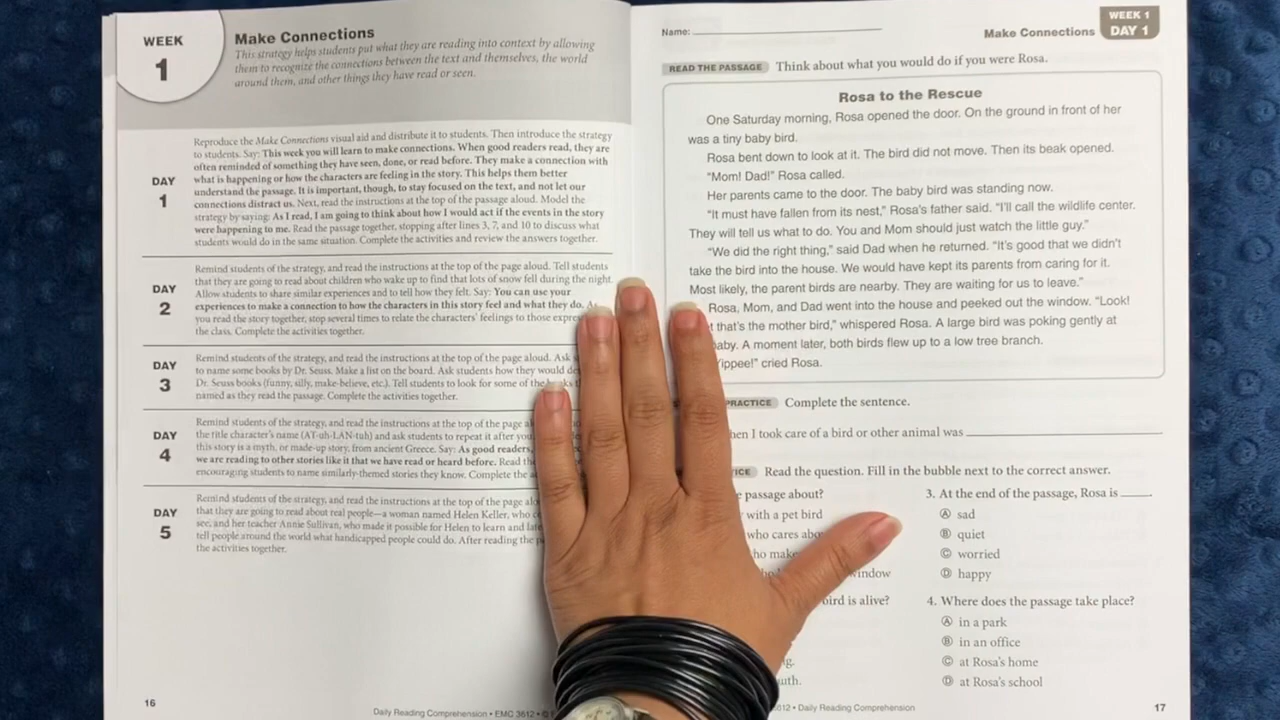 WEEK
1
Make Connections
This strategy helps students put what they are reading into context by allowing
them to recognize the connections between the text and themselves, the world
around them, and other things they have read or seen.
DAY
1
Reproduce the Make Connections visual aid and distribute it to students. Then introduce the strategy
to students. Say: This week you will learn to make connections. When good readers read, they are
often reminded of something they have seen, done, or read before. They make a connection with
what is happening or how the characters are feeling in the story. This helps them better
understand the passage. It is important, though, to stay focused on the text, and not let our
connections distract us. Next, read the instructions at the top of the passage aloud. Model the
strategy by saying: As I read, I am going to think about how I would act if the events in the story
were happening to me. Read the passage together, stopping after lines 3, 7, and 10 to discuss what
students would do in the same situation. Complete the activities and review the answers together.
DAY
2
Remind students of the strategy, and read the instructions at the top of the page aloud. Tell students
that they are going to read about children who wake up to find that lots of snow fell during the night.
Allow students to share similar experiences and to tell how they felt. Say: You can use your
experiences to make a connection to how the characters in this story feel and what they do. As
you read the story together, stop several times to relate the characters' feelings to those
the class. Complete the activities together.
DAY
3
Remind students of the strategy, and read the instructions at the top of the page aloud. Ask
to name some books by Dr. Seuss. Make a list on the board. Ask students how they would
Dr. Seuss books (funny, silly, make-believe, etc.). Tell students to look for some of the
named as they read the passage. Complete the activities together.
DAY
4
Remind students of the strategy, and read the instructions at the top of the page
the title character's name (AT-uh-LAN-tuh) and ask students to repeat it after you.
this story is a myth, or made-up story, from ancient Greece. Say: As good readers,
we are reading to other stories like it that we have read or heard before. Read
encouraging students to name similarly-themed stories they know. Complete the
DAY
5
Remind students of the strategy, and read the instructions at the top of the page
that they are going to read about real people—a woman named Helen Keller, who
see, and her teacher Annie Sullivan, who made it possible for Helen to learn and
tell people around the world what handicapped people could do. After reading the
the activities together.
16
Daily Reading Comprehension • EMC 3612 •
Name:
Make Connections
WEEK 1
DAY 1
READ THE PASSAGE Think about what you would do if you were Rosa.
Rosa to the Rescue
One Saturday morning, Rosa opened the door. On the ground in front of her
was a tiny baby bird.
Rosa bent down to look at it. The bird did not move. Then its beak opened.
"Mom! Dad!" Rosa called.
Her parents came to the door. The baby bird was standing now.
"It must have fallen from its nest," Rosa's father said. "I'll call the wildlife center.
They will tell us what to do. You and Mom should just watch the little guy."
"We did the right thing," said Dad when he returned. "It's good that we didn't
take the bird into the house. We would have kept its parents from caring for it.
Most likely, the parent birds are nearby. They are waiting for us to leave."
Rosa, Mom, and Dad went into the house and peeked out the window. "Look!
that's the mother bird," whispered Rosa. A large bird was poking gently at
baby. A moment later, both birds flew up to a low tree branch.
cried Rosa.
PRACTICE Complete the sentence.
I took care of a bird or other animal was
Read the question. Fill in the bubble next to the correct answer.
passage about?
with a pet bird
who cares
window
bird is alive?
3. At the end of the passage, Rosa is
A sad
B quiet
C worried
D happy
4. Where does the passage take place?
A in a park
B in an office
C at Rosa's home
D at Rosa's school
• Daily Reading Comprehension
17